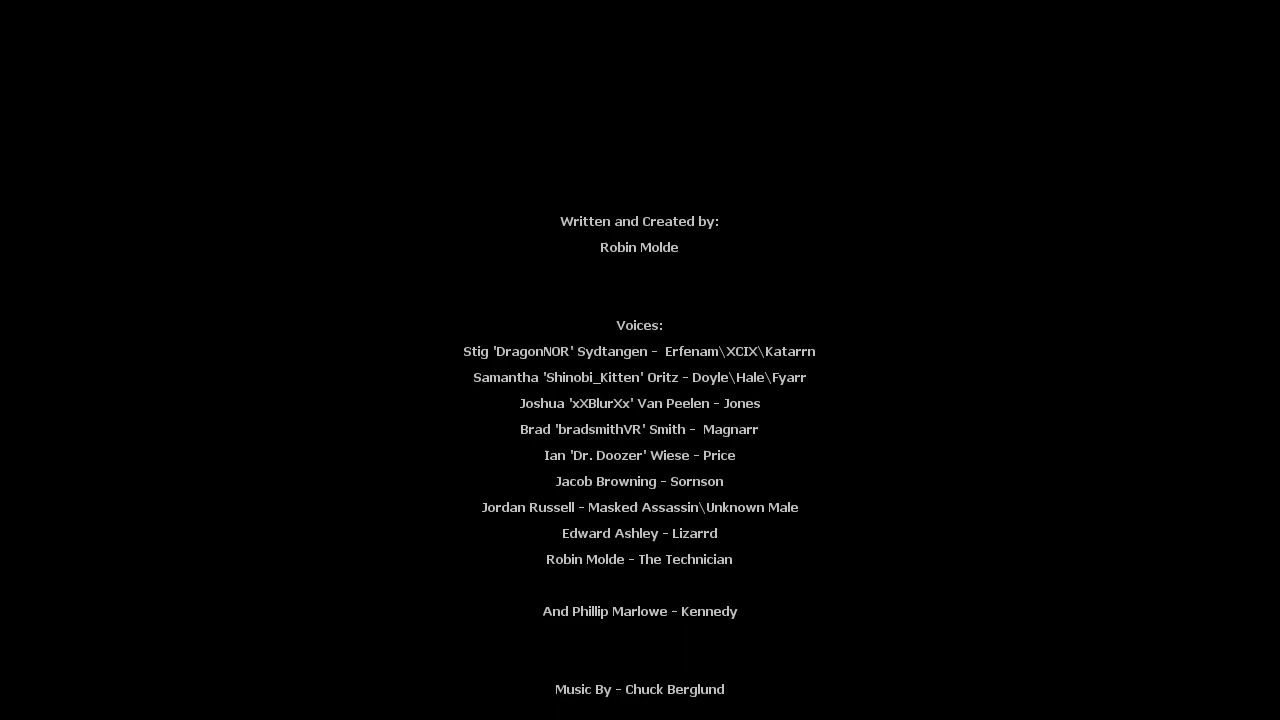 Written and Created by:
Robin Molde
Voices:
Stig 'DragonNOR' Sydtangen -  Erfenam\XCIX\Katarrn
Samantha 'Shinobi_Kitten' Oritz - Doyle\Hale\Fyarr
Joshua 'xXBlurXx' Van Peelen - Jones
Brad 'bradsmithVR' Smith -  Magnarr
Ian 'Dr. Doozer' Wiese - Price
Jacob Browning - Sornson
Jordan Russell - Masked Assassin\Unknown Male
Edward Ashley - Lizarrd
Robin Molde - The Technician
And Phillip Marlowe - Kennedy
Music By - Chuck Berglund